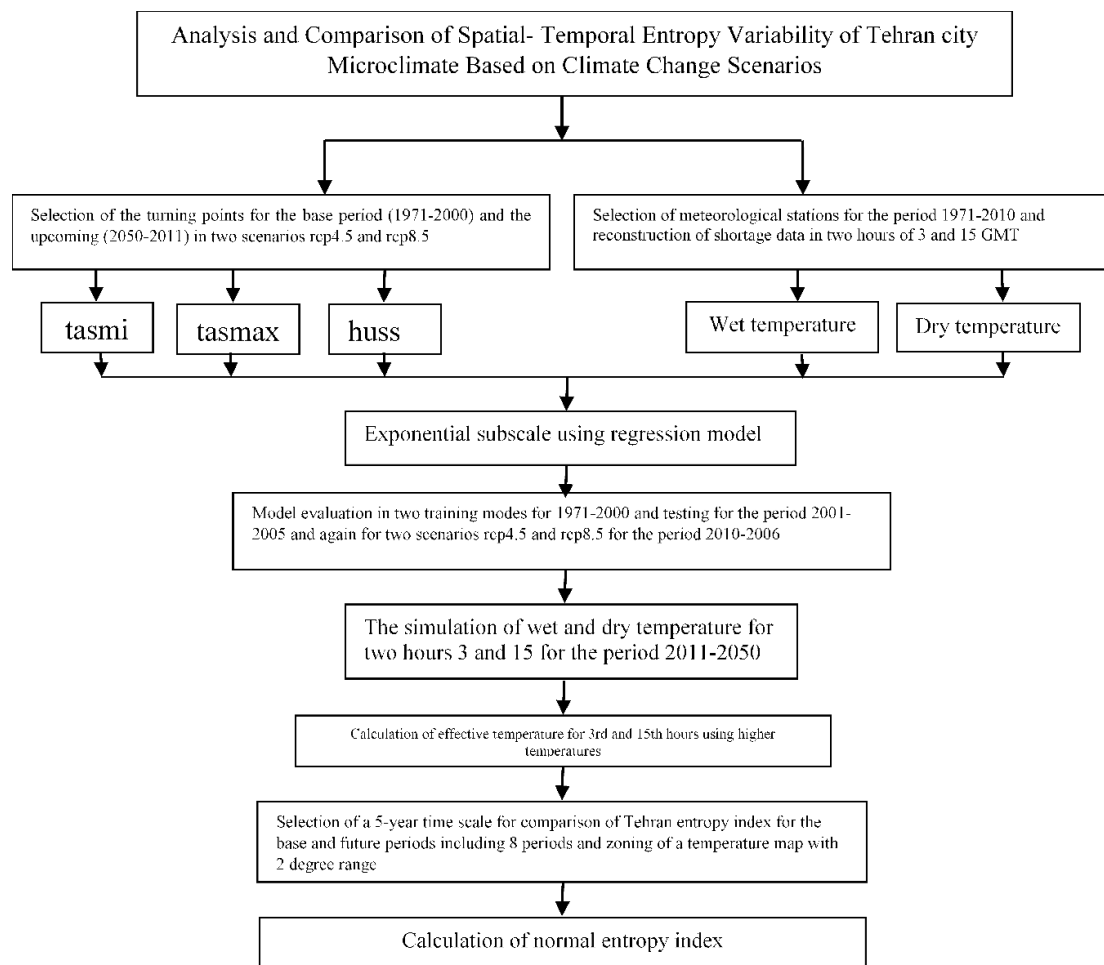 Analysis and Comparison of Spatial- Temporal Entropy Variability of Tehran city
Microclimate Based on Climate Change Scenarios
Selection of the turning points for the base period (1971-2000) and the
upcoming (2050-2011) in two scenarios rcp4.5 and rcp8.5
Selection of meteorological stations for the period 1971-2010 and
reconstruction of shortage data in two hours of 3 and 15 GMT
tasmi
tasmax
huss
Wet temperature
Dry temperature
Exponential subscale using regression model
Model evaluation in two training modes for 1971-2000 and testing for the period 2001-
2005 and again for two scenarios rcp4.5 and rcp8.5 for the period 2010-2006
The simulation of wet and dry temperature for
two hours 3 and 15 for the period 2011-2050
Calculation of effective temperature for 3rd and 15th hours using higher
temperatures
Selection of a 5-year time scale for comparison of Tehran entropy index for the
base and future periods including 8 periods and zoning of a temperature map with
2 degree range
Calculation of normal entropy index